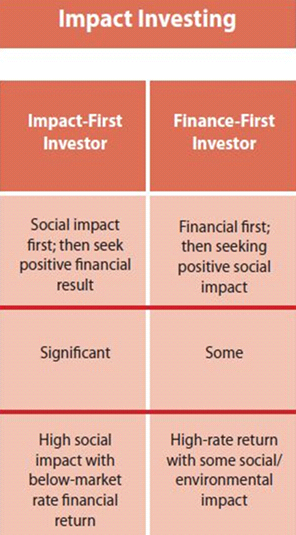 Impact Investing
Impact-First
Investor
Finance-First
Investor
Social impact
first; then seek
positive financial
result
Financial first;
then seeking
positive social
impact
Significant
Some
High social
impact with
below-market
rate financial
return
High-rate return
with some social/
environmental
impact